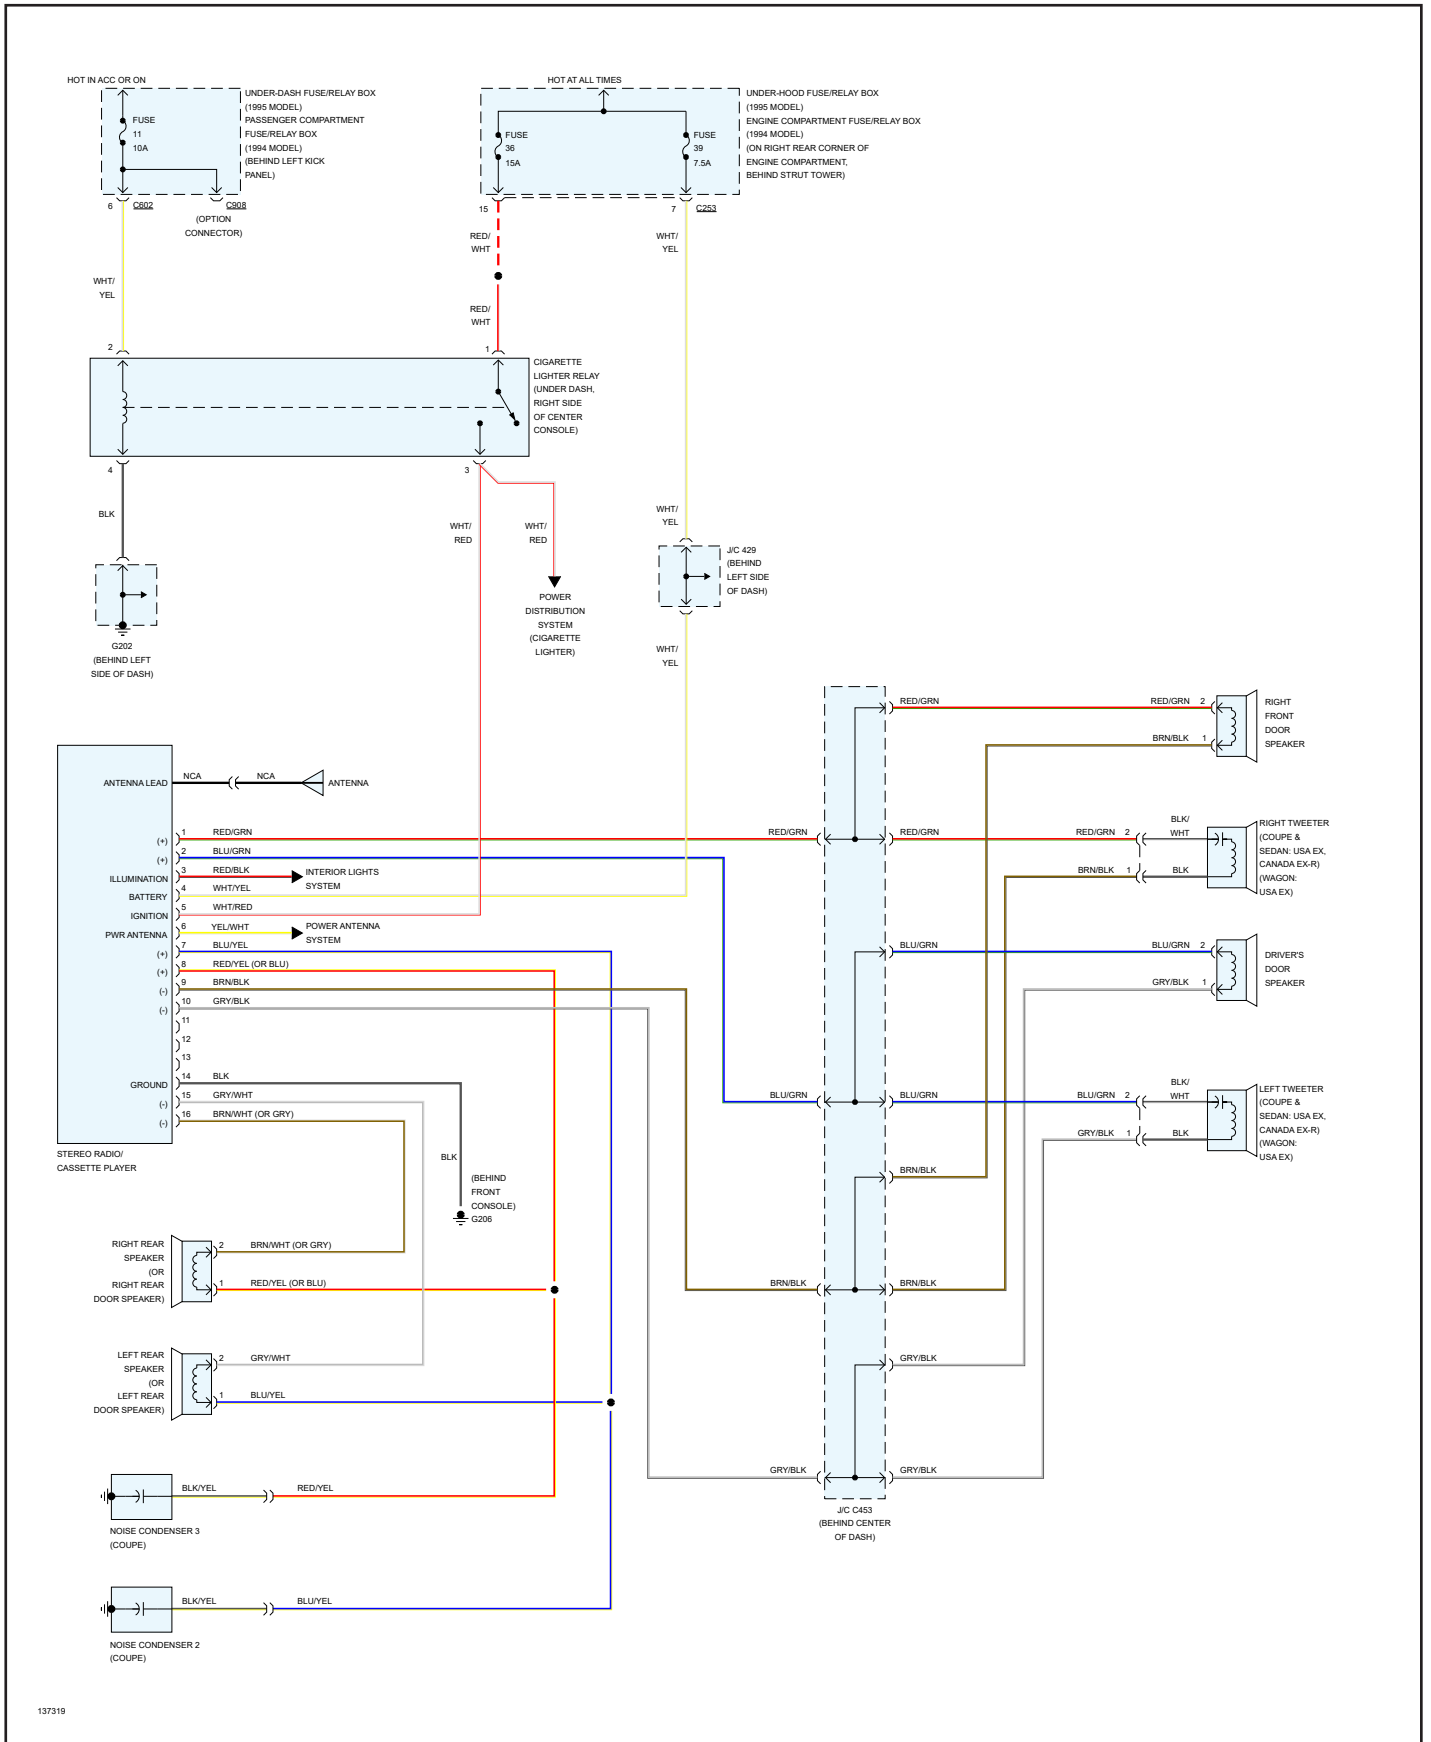 HOT IN ACC OR ON
FUSE
11
10A
UNDER-DASH FUSE/RELAY BOX
(1995 MODEL)
PASSENGER COMPARTMENT
FUSE/RELAY BOX
(1994 MODEL)
(BEHIND LEFT KICK
PANEL)
6
C602
C908
(OPTION
CONNECTOR)
HOT AT ALL TIMES
FUSE
36
15A
FUSE
39
7.5A
UNDER-HOOD FUSE/RELAY BOX
(1995 MODEL)
ENGINE COMPARTMENT FUSE/RELAY BOX
(1994 MODEL)
(ON RIGHT REAR CORNER OF
ENGINE COMPARTMENT,
BEHIND STRUT TOWER)
15
7
C253
RED/
WHT
WHT/
YEL
WHT/
YEL
RED/
WHT
2
1
CIGARETTE
LIGHTER RELAY
(UNDER DASH,
RIGHT SIDE
OF CENTER
CONSOLE)
4
3
BLK
WHT/
RED
WHT/
RED
WHT/
YEL
J/C 429
(BEHIND
LEFT SIDE
OF DASH)
POWER
DISTRIBUTION
SYSTEM
(CIGARETTE
LIGHTER)
G202
(BEHIND LEFT
SIDE OF DASH)
WHT/
YEL
ANTENNA LEAD
NCA
NCA
ANTENNA
(+)
1
RED/GRN
(+)
2
BLU/GRN
ILLUMINATION
3
RED/BLK
INTERIOR LIGHTS
SYSTEM
BATTERY
4
WHT/YEL
IGNITION
5
WHT/RED
PWR ANTENNA
6
YEL/WHT
POWER ANTENNA
SYSTEM
(+)
7
BLU/YEL
(+)
8
RED/YEL (OR BLU)
(-)
9
BRN/BLK
(-)
10
GRY/BLK
11
12
13
GROUND
14
BLK
(-)
15
GRY/WHT
(-)
16
BRN/WHT (OR GRY)
STEREO RADIO/
CASSETTE PLAYER
BLK
(BEHIND
FRONT
CONSOLE)
G206
RIGHT REAR
SPEAKER
(OR
RIGHT REAR
DOOR SPEAKER)
2
BRN/WHT (OR GRY)
1
RED/YEL (OR BLU)
LEFT REAR
SPEAKER
(OR
LEFT REAR
DOOR SPEAKER)
2
GRY/WHT
1
BLU/YEL
BLK/YEL
RED/YEL
NOISE CONDENSER 3
(COUPE)
BLK/YEL
BLU/YEL
NOISE CONDENSER 2
(COUPE)
RED/GRN
BLU/GRN
BRN/BLK
GRY/BLK
J/C C453
(BEHIND CENTER
OF DASH)
RED/GRN
RED/GRN
2
BRN/BLK
1
RIGHT
FRONT
DOOR
SPEAKER
RED/GRN
RED/GRN
2
BLK/
WHT
BRN/BLK
1
BLK
RIGHT TWEETER
(COUPE &
SEDAN: USA EX,
CANADA EX-R)
(WAGON:
USA EX)
BLU/GRN
BLU/GRN
2
GRY/BLK
1
DRIVER'S
DOOR
SPEAKER
BLU/GRN
BLU/GRN
2
BLK/
WHT
GRY/BLK
1
BLK
LEFT TWEETER
(COUPE &
SEDAN: USA EX,
CANADA EX-R)
(WAGON:
USA EX)
BRN/BLK
BRN/BLK
GRY/BLK
GRY/BLK
137319